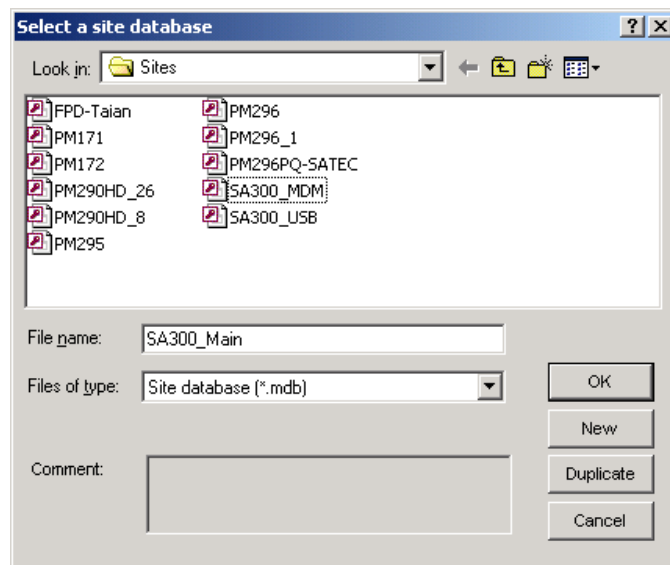 Select a site database
Look in: Sites
FPD-Taian PM296
PM171 PM296_1
PM172 PM296PQ-SATEC
PM290HD_26 SA300_MDM
PM290HD_8 SA300_USB
PM295
File name: SA300_Main
Files of type: Site database (*.mdb) OK
New
Comment: Duplicate
Cancel